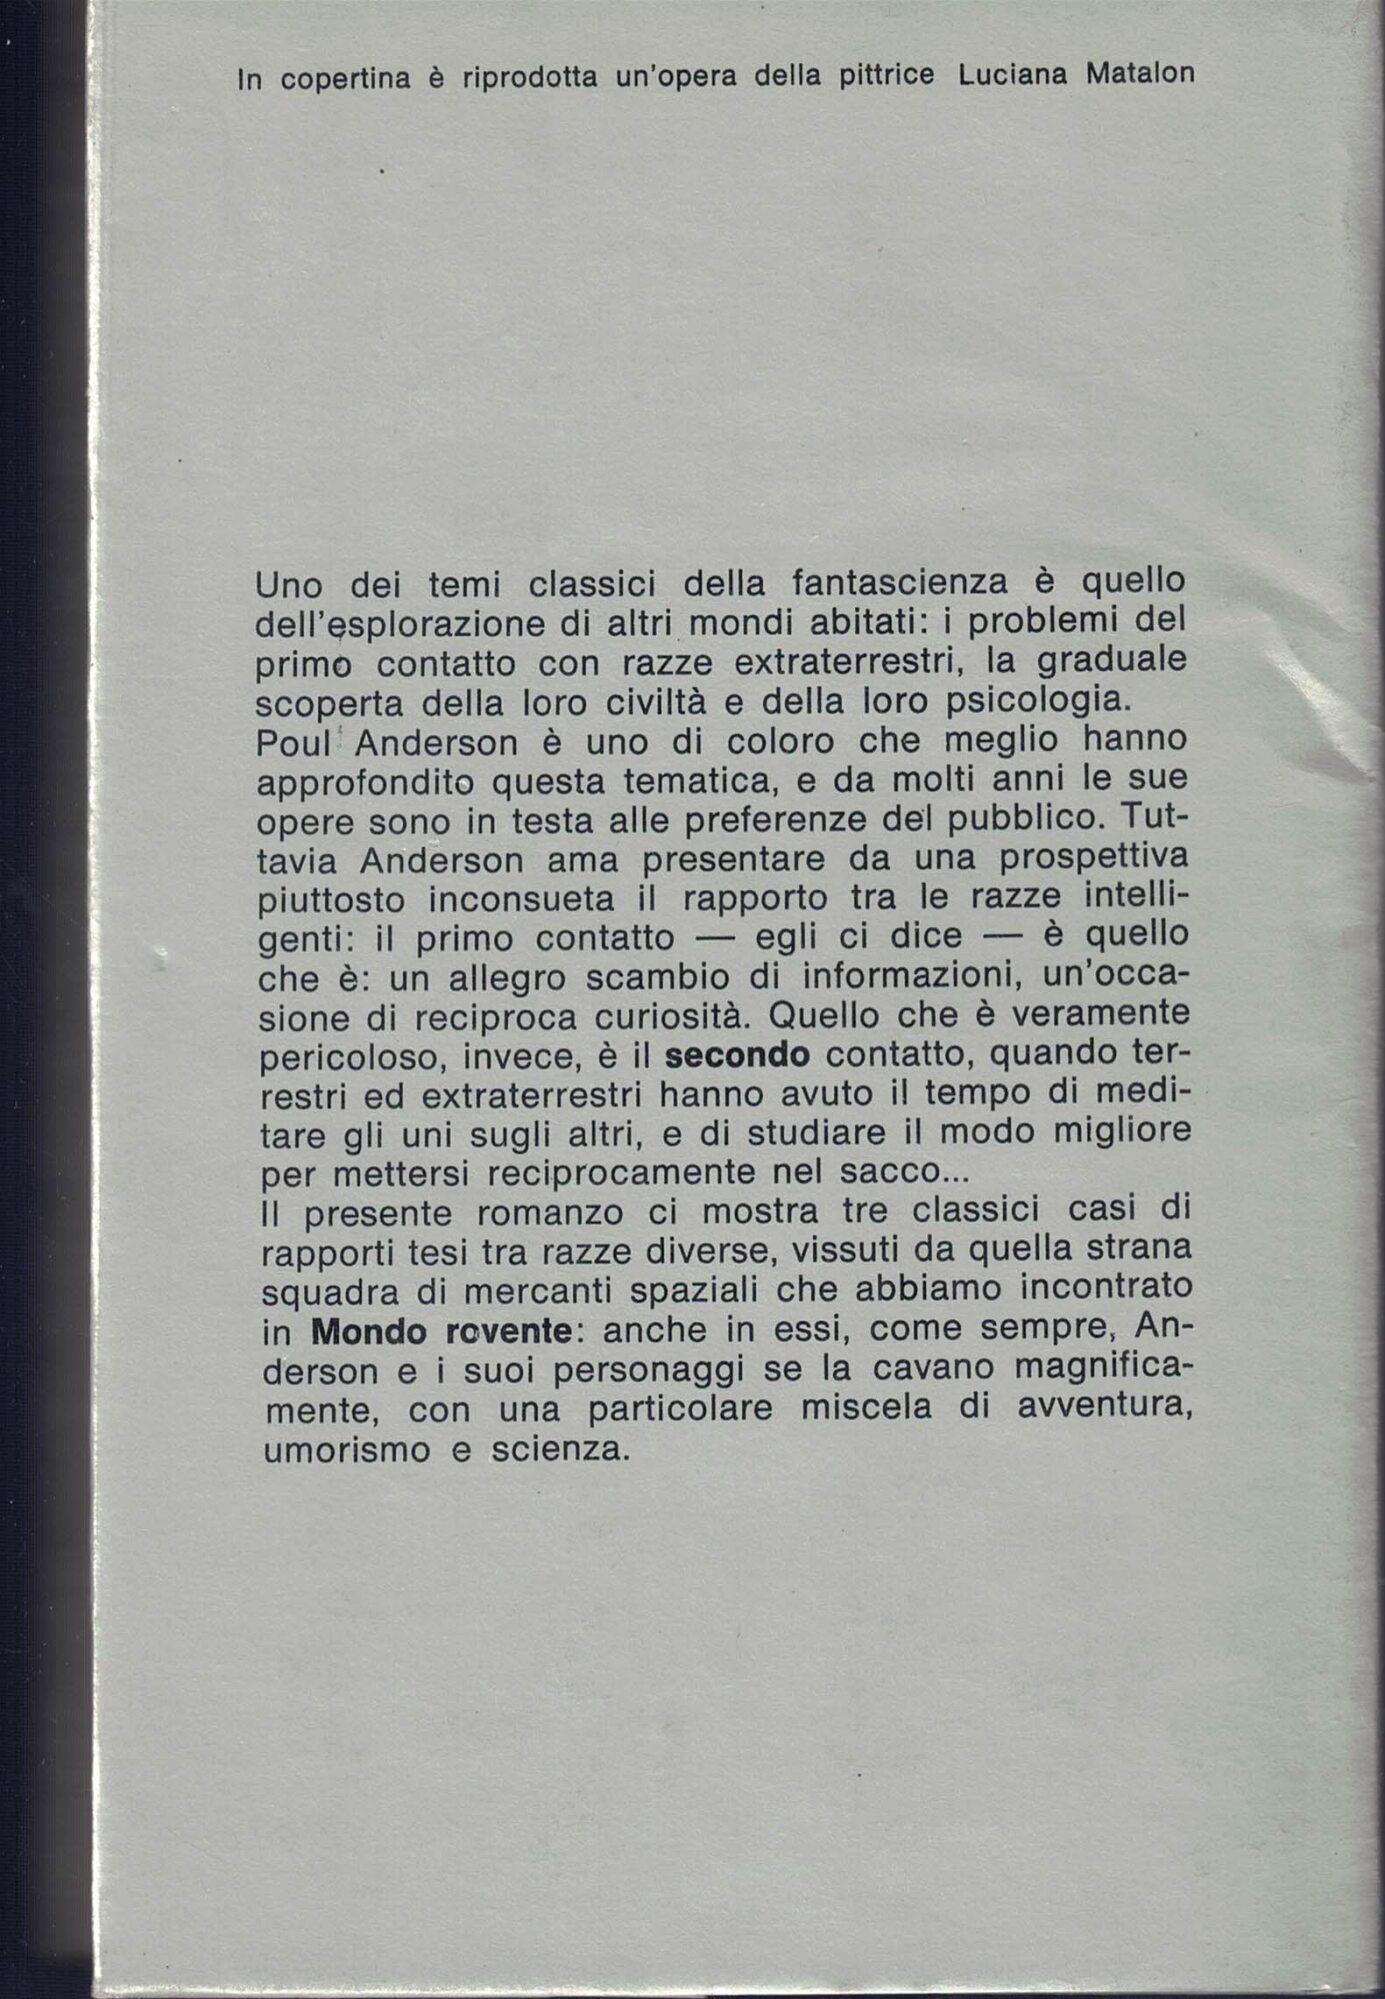 In copertina è riprodotta un'opera della pittrice Luciana Matalon
Uno dei temi classici della fantascienza è quello
dell'esplorazione di altri mondi abitati: i problemi del
primo contatto con razze extraterrestri, la graduale
scoperta della loro civiltà e della loro psicologia.
Poul Anderson è uno di coloro che meglio hanno
approfondito questa tematica, e da molti anni le sue
opere sono in testa alle preferenze del pubblico. Tut-
tavia Anderson ama presentare da una prospettiva
piuttosto inconsueta il rapporto tra le razze intelli-
genti: il primo contatto — egli ci dice — è quello
che è: un allegro scambio di informazioni, un'occa-
sione di reciproca curiosità. Quello che è veramente
pericoloso, invece, è il secondo contatto, quando ter-
restri ed extraterrestri hanno avuto il tempo di medi-
tare gli uni sugli altri, e di studiare il modo migliore
per mettersi reciprocamente nel sacco...
Il presente romanzo ci mostra tre classici casi di
rapporti tesi tra razze diverse, vissuti da quella strana
squadra di mercanti spaziali che abbiamo incontrato
in Mondo rovente: anche in essi, come sempre, An-
derson e i suoi personaggi se la cavano magnifica-
mente, con una particolare miscela di avventura,
umorismo e scienza.